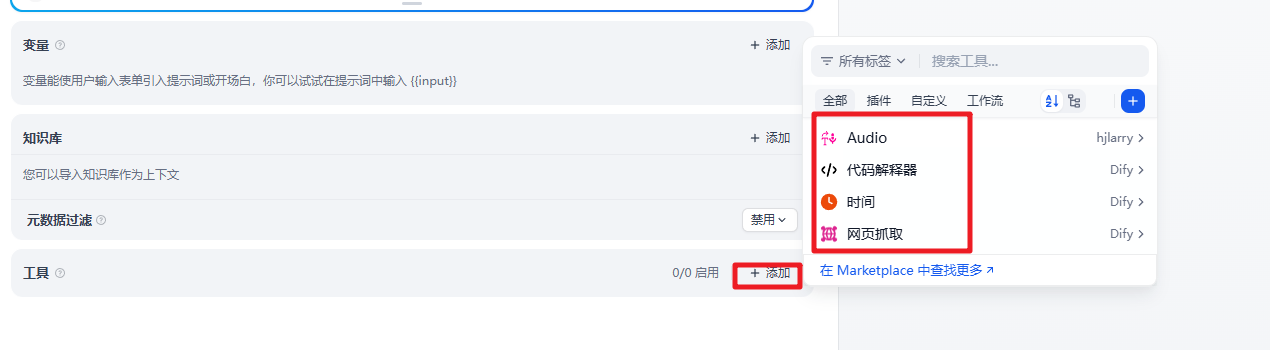 变量
+ 添加
变量能使用户输入表单引入提示词或开场白，你可以试试在提示词中输入 {{input}}
知识库
+ 添加
您可以导入知识库作为上下文
元数据过滤
禁用
工具
0/0 启用
+ 添加
所有标签
搜索工具...
全部 插件 自定义 工作流
Audio hjlarry
代码解释器 Dify
时间 Dify
网页抓取 Dify
在 Marketplace 中查找更多